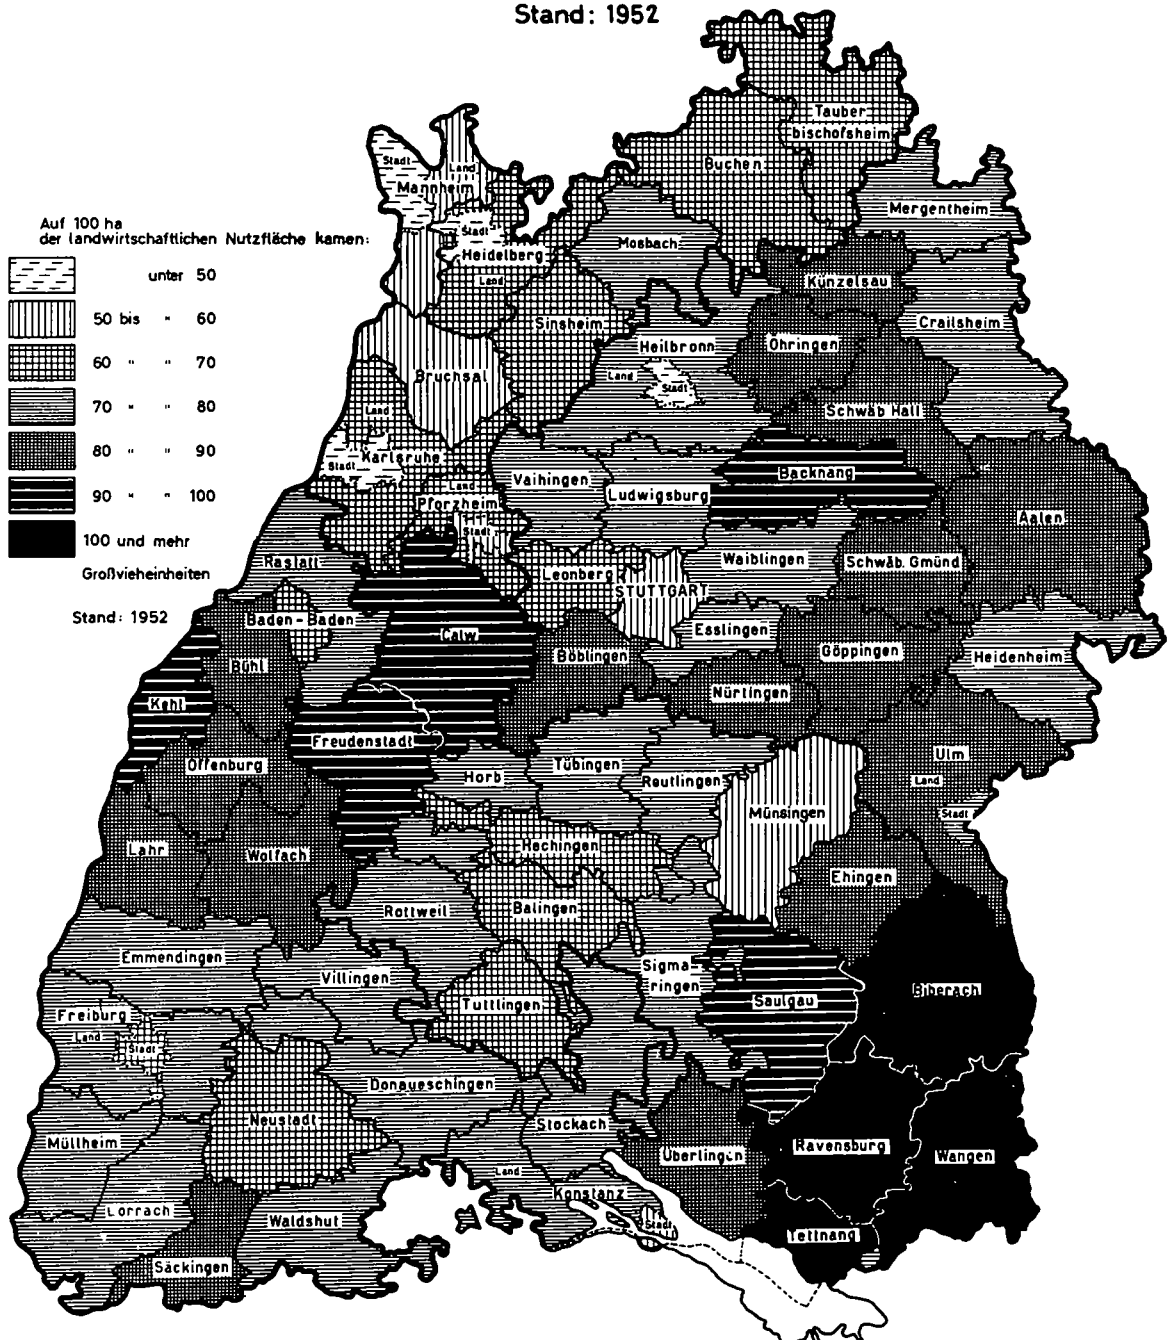 Stand: 1952
Auf 100 ha
der landwirtschaftlichen Nutzfläche kamen:
unter 50
50 bis " 60
60 " " 70
70 " " 80
80 " " 90
90 " " 100
100 und mehr
Großvieheinheiten
Stand: 1952
Tauber
bischofsheim
Buchen
Stadt
Land
Mannheim
Mergentheim
Stadt
Heidelberg
Land
Mosbach
Künzelsau
Sinsheim
Crailsheim
Heilbronn
Öhringen
Land
Stadt
Bruchsal
Land
Schwäb. Hall
Karlsruhe
Stadt
Backnang
Vaihingen
Ludwigsburg
Land
Pforzheim
Stadt
Aalen
Rastatt
Leonberg
Waiblingen
Schwäb. Gmünd
STUTTGART
Baden-Baden
Esslingen
Calw
Böblingen
Göppingen
Heidenheim
Bühl
Nürtingen
Kehl
Freudenstadt
Offenburg
Ulm
Land
Stadt
Horb
Tübingen
Reutlingen
Münsingen
Lahr
Wolfach
Hechingen
Ehingen
Rottweil
Balingen
Emmendingen
Villingen
Sigma-
ringen
Saulgau
Biberach
Tuttlingen
Freiburg
Land
Stadt
Donaueschingen
Neustadt
Stockach
Müllheim
Überlingen
Ravensburg
Wangen
Land
Konstanz
Stadt
Lörrach
Waldshut
Tettnang
Säckingen